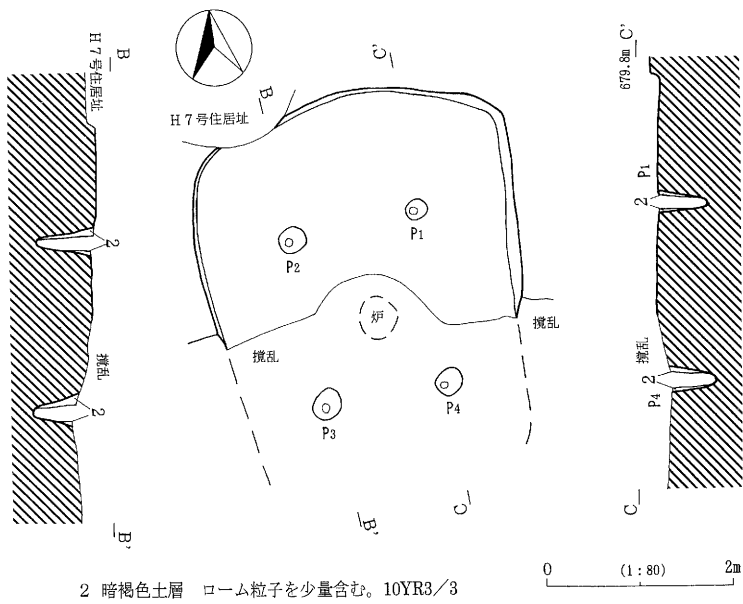 B
H7号住居址
2
撹乱
2
B'
H7号住居址
B
C'
P1
P2
炉
撹乱
撹乱
P3
P4
C
B'
C'
679.8m
P1
2
撹乱
2
P4
C
2 暗褐色土層 ローム粒子を少量含む。10YR3/3
0 (1:80) 2m